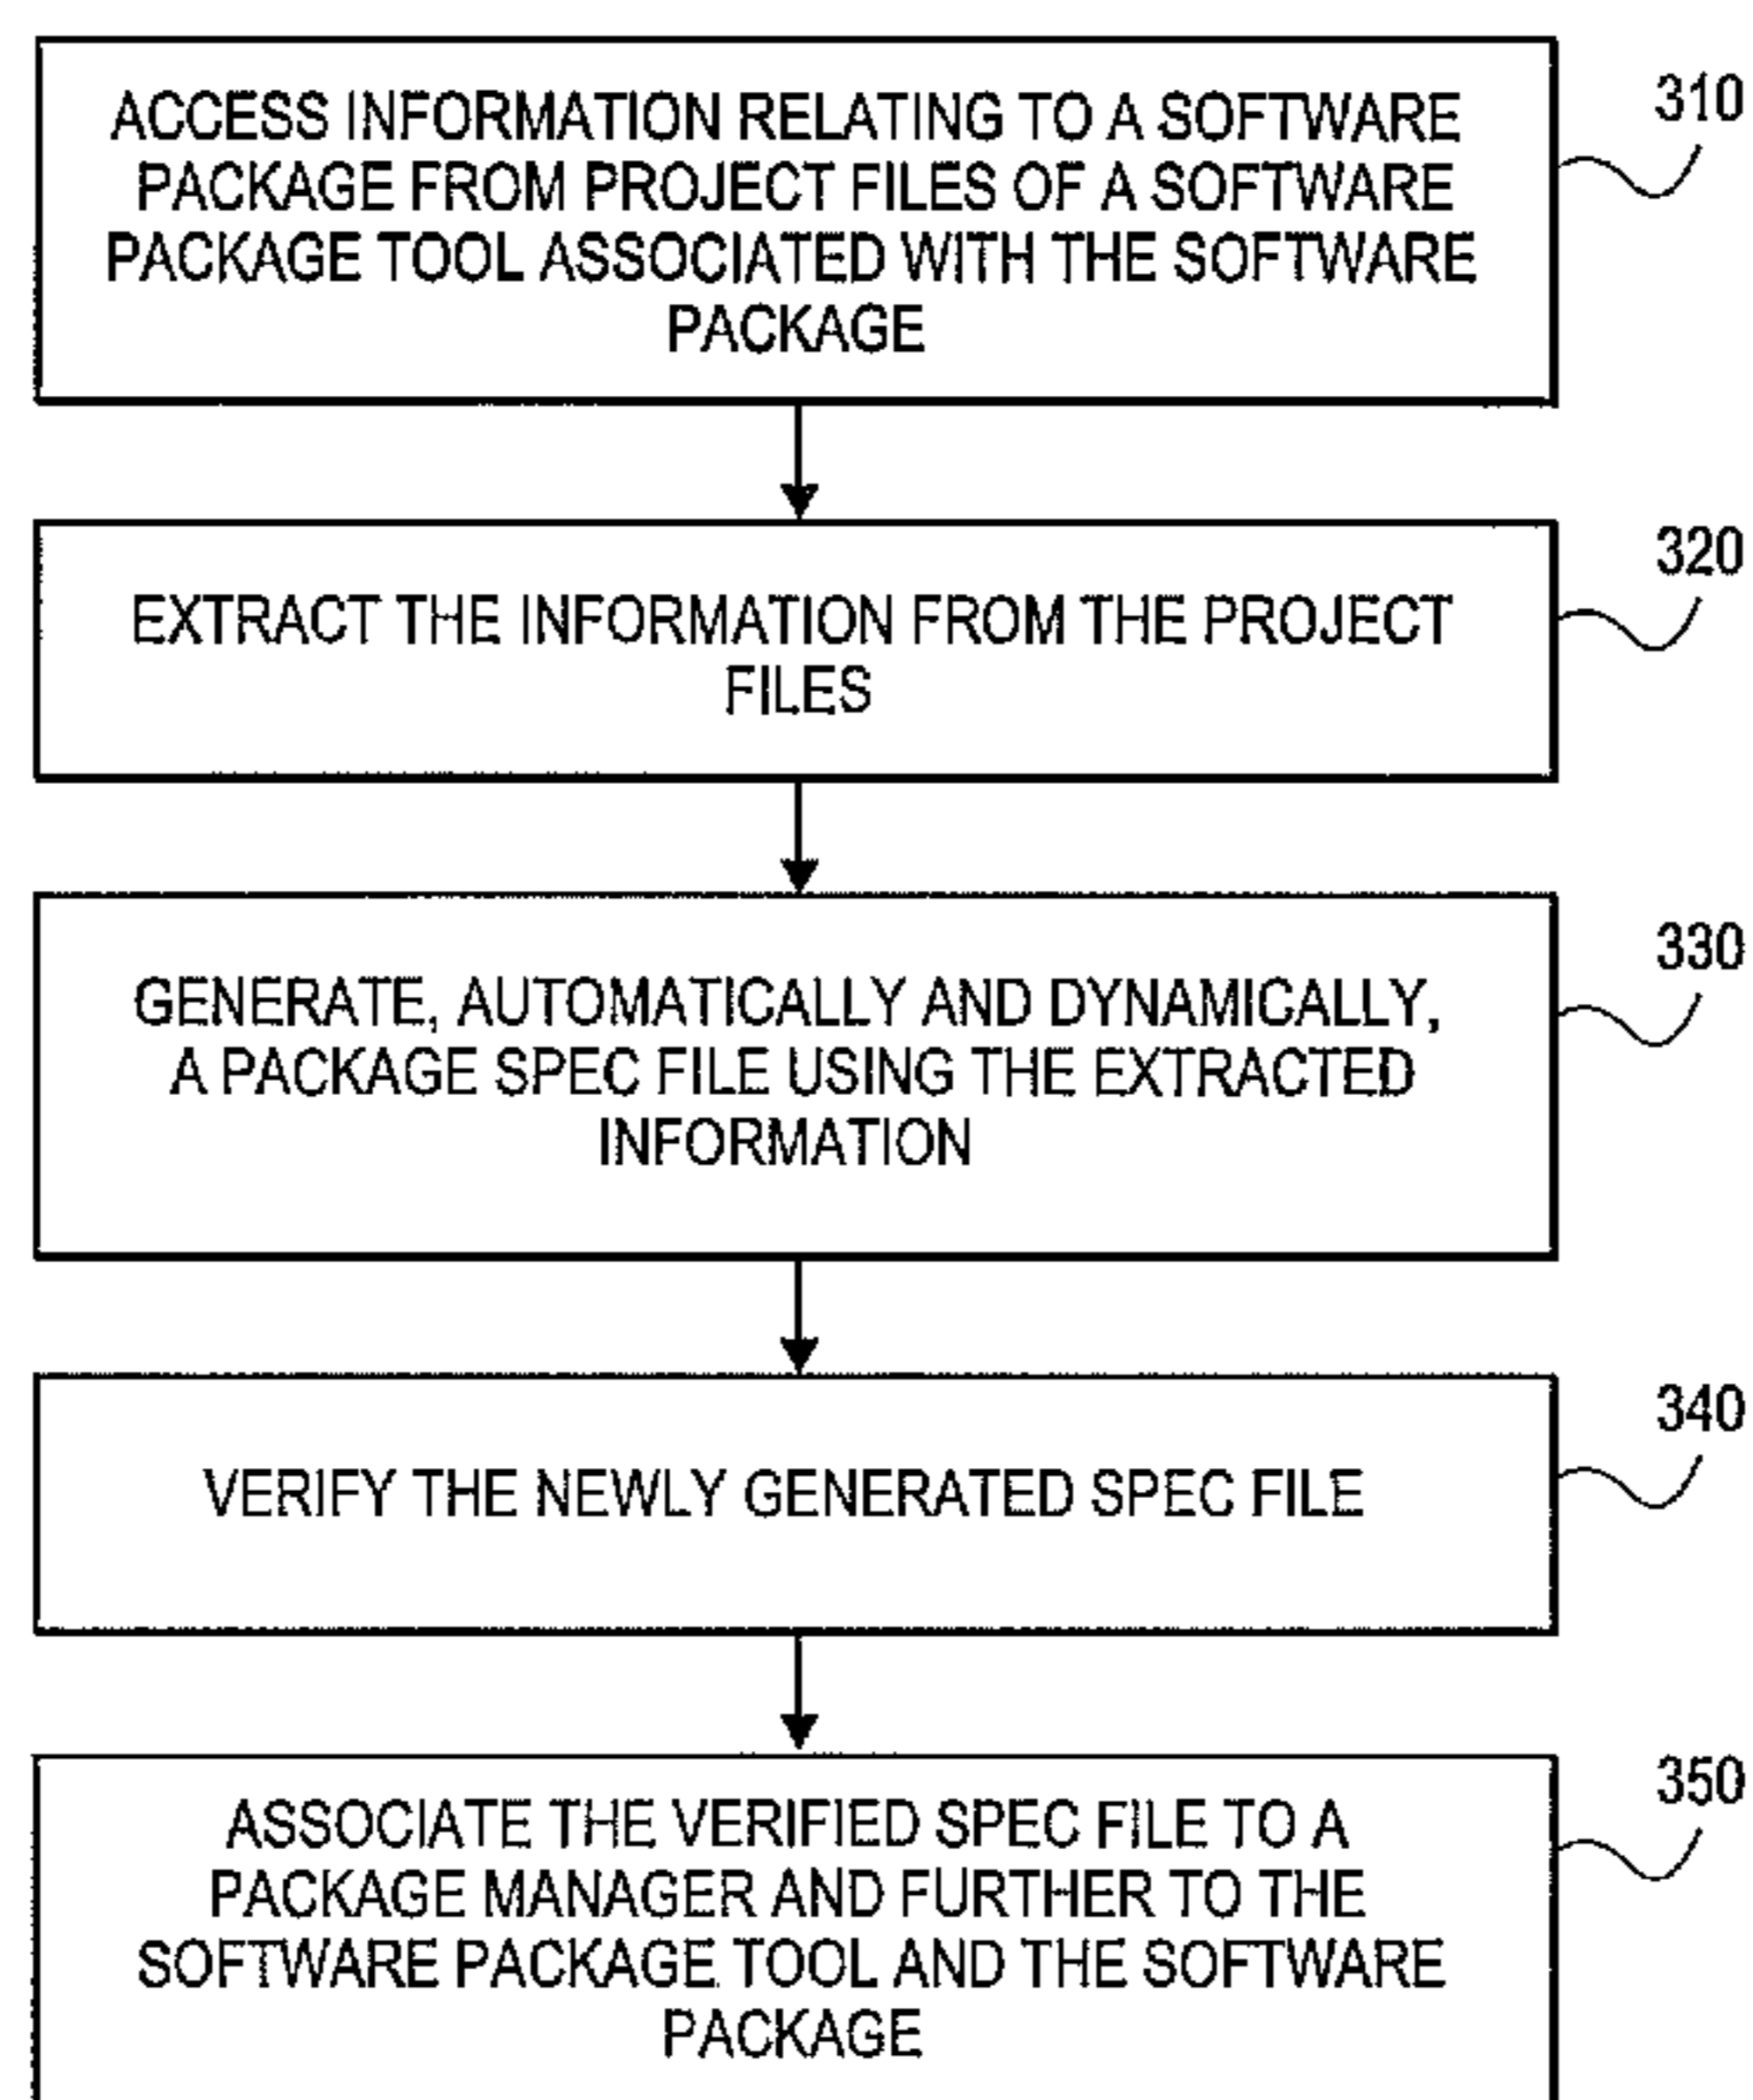 ACCESS INFORMATION RELATING TO A SOFTWARE
PACKAGE FROM PROJECT FILES OF A SOFTWARE
PACKAGE TOOL ASSOCIATED WITH THE SOFTWARE
PACKAGE
310
EXTRACT THE INFORMATION FROM THE PROJECT
FILES
320
GENERATE, AUTOMATICALLY AND DYNAMICALLY,
A PACKAGE SPEC FILE USING THE EXTRACTED
INFORMATION
330
VERIFY THE NEWLY GENERATED SPEC FILE
340
ASSOCIATE THE VERIFIED SPEC FILE TO A
PACKAGE MANAGER AND FURTHER TO THE
SOFTWARE PACKAGE TOOL AND THE SOFTWARE
PACKAGE
350